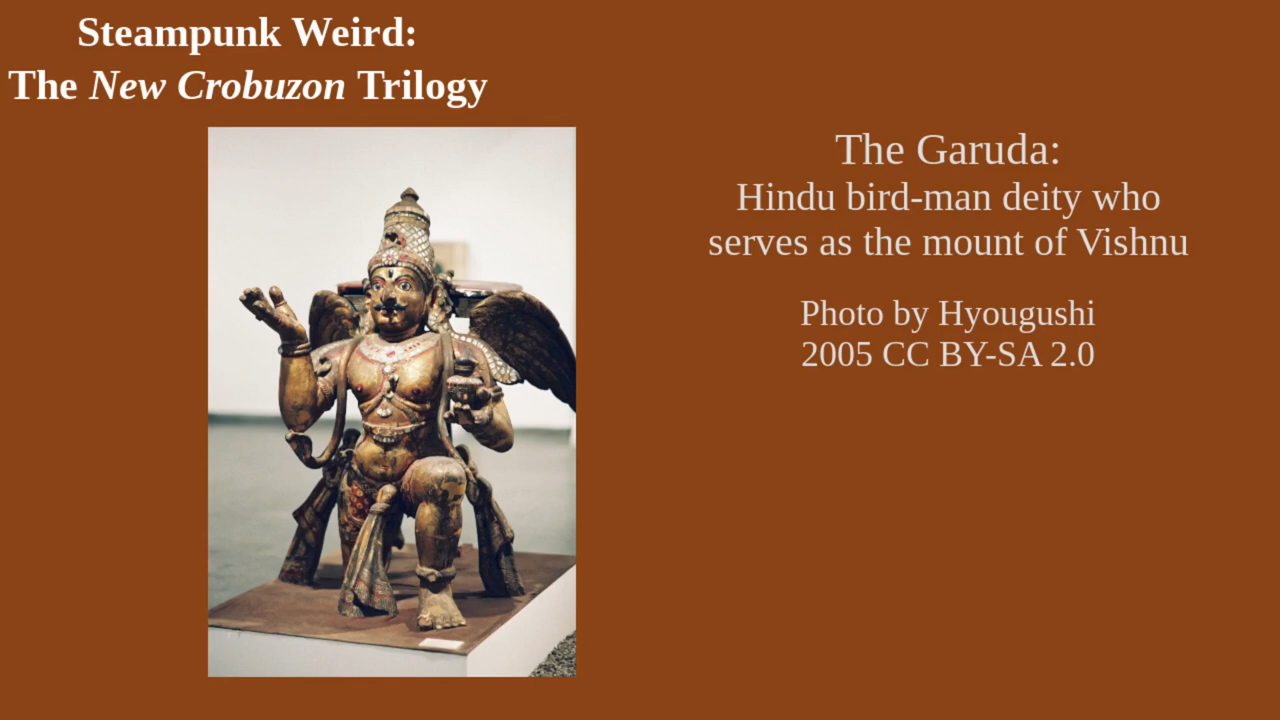 Steampunk Weird:
The New Crobuzon Trilogy
The Garuda:
Hindu bird-man deity who
serves as the mount of Vishnu
Photo by Hyougushi
2005 CC BY-SA 2.0